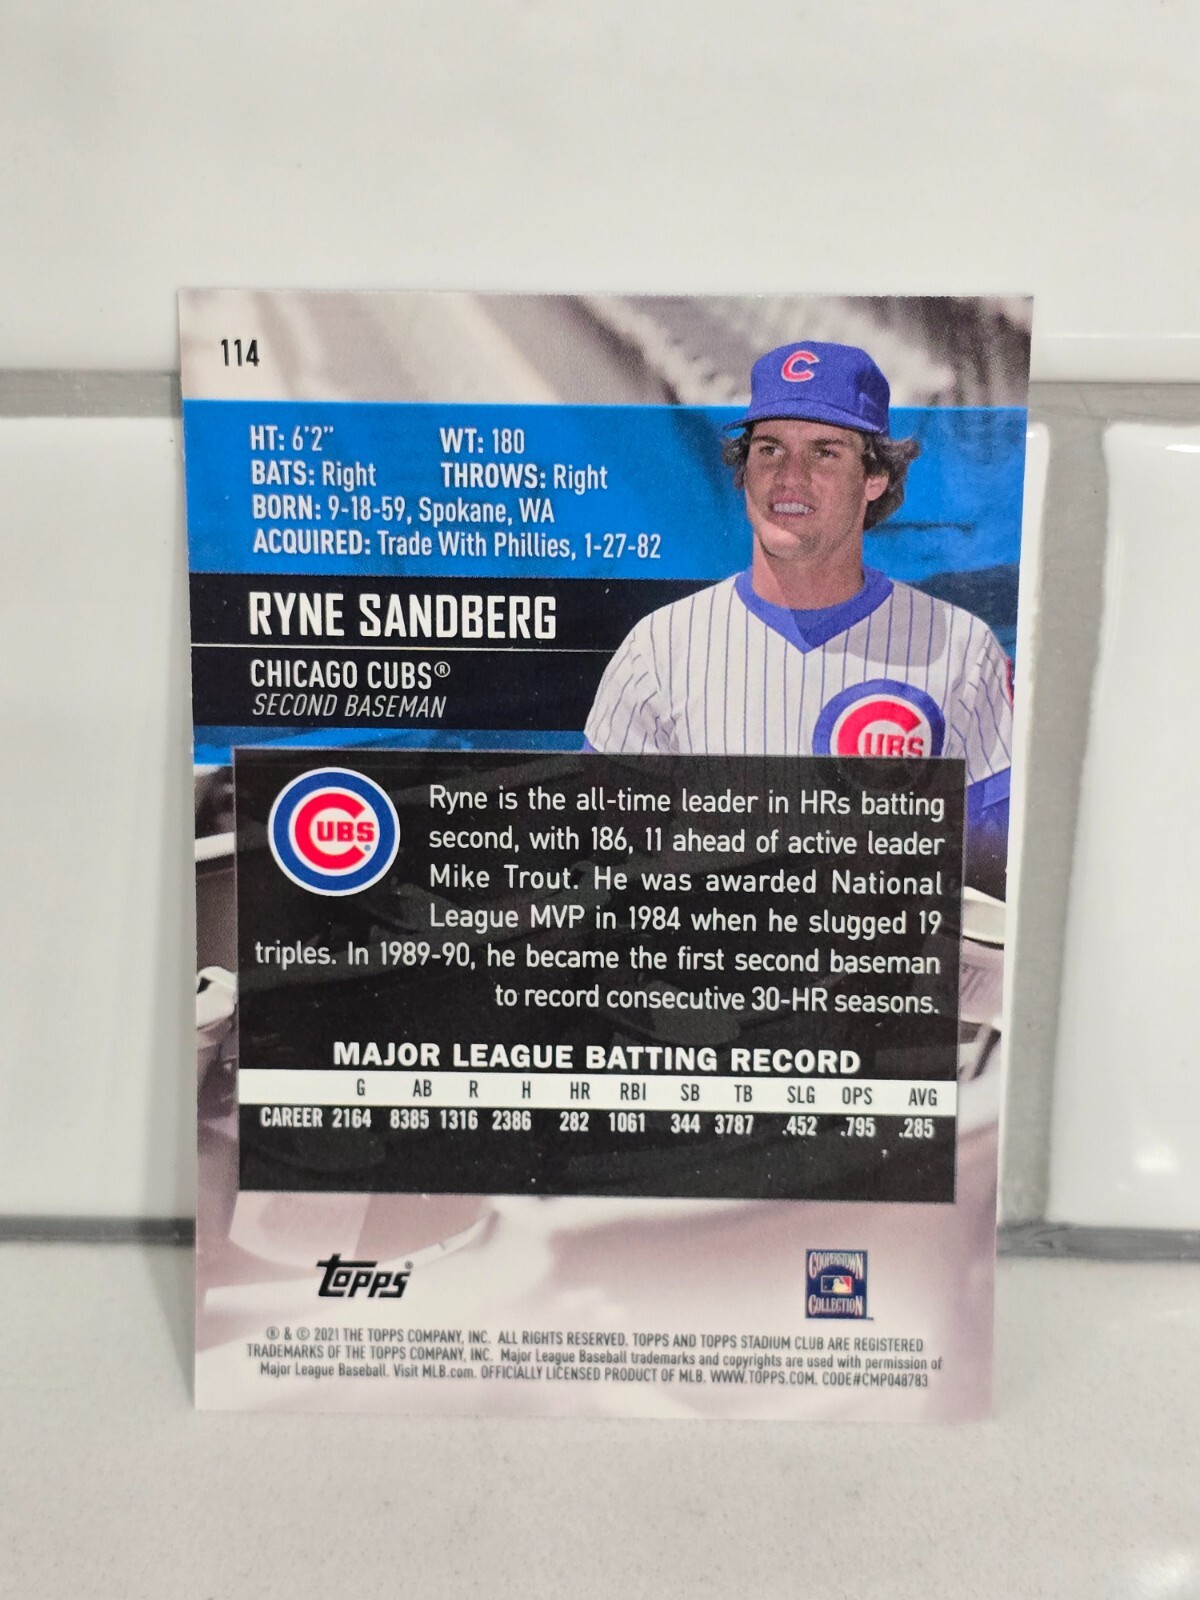 114
HT: 6'2" WT: 180
BATS: Right THROWS: Right
BORN: 9-18-59, Spokane, WA
ACQUIRED: Trade With Phillies, 1-27-82
RYNE SANDBERG
CHICAGO CUBS®
SECOND BASEMAN
C
CUBS
CUBS®
Ryne is the all-time leader in HRs batting
second, with 186, 11 ahead of active leader
Mike Trout. He was awarded National
League MVP in 1984 when he slugged 19
triples. In 1989-90, he became the first second baseman
to record consecutive 30-HR seasons.
MAJOR LEAGUE BATTING RECORD
G AB R H HR RBI SB TB SLG OPS AVG
CAREER 2164 8385 1316 2386 282 1061 344 3787 .452 .795 .285
topps®
COOPERSTOWN
COLLECTION
® & © 2021 THE TOPPS COMPANY, INC. ALL RIGHTS RESERVED. TOPPS AND TOPPS STADIUM CLUB ARE REGISTERED
TRADEMARKS OF THE TOPPS COMPANY, INC. Major League Baseball trademarks and copyrights are used with permission of
Major League Baseball. Visit MLB.com. OFFICIALLY LICENSED PRODUCT OF MLB. WWW.TOPPS.COM. CODE#CMP048783